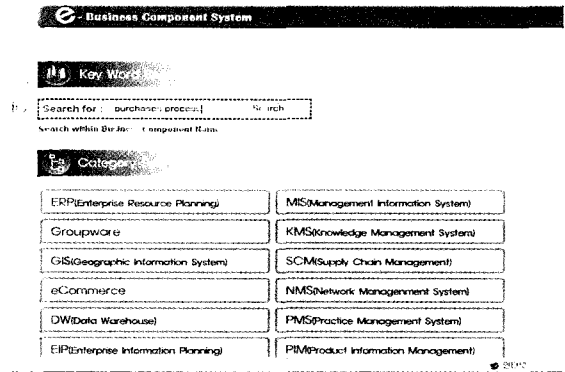 e - Business Component System
Key Word
Search for : purchases process Search
Search within Business Component Name
Category
ERP(Enterprise Resource Planning) MIS(Management Information System)
Groupware KMS(Knowledge Management System)
GIS(Geographic Information System) SCM(Supply Chain Management)
eCommerce NMS(Network Managenment System)
DW(Data Warehouse) PMS(Practice Management System)
EIP(Enterprise Information Planning) PIM(Product Information Management)